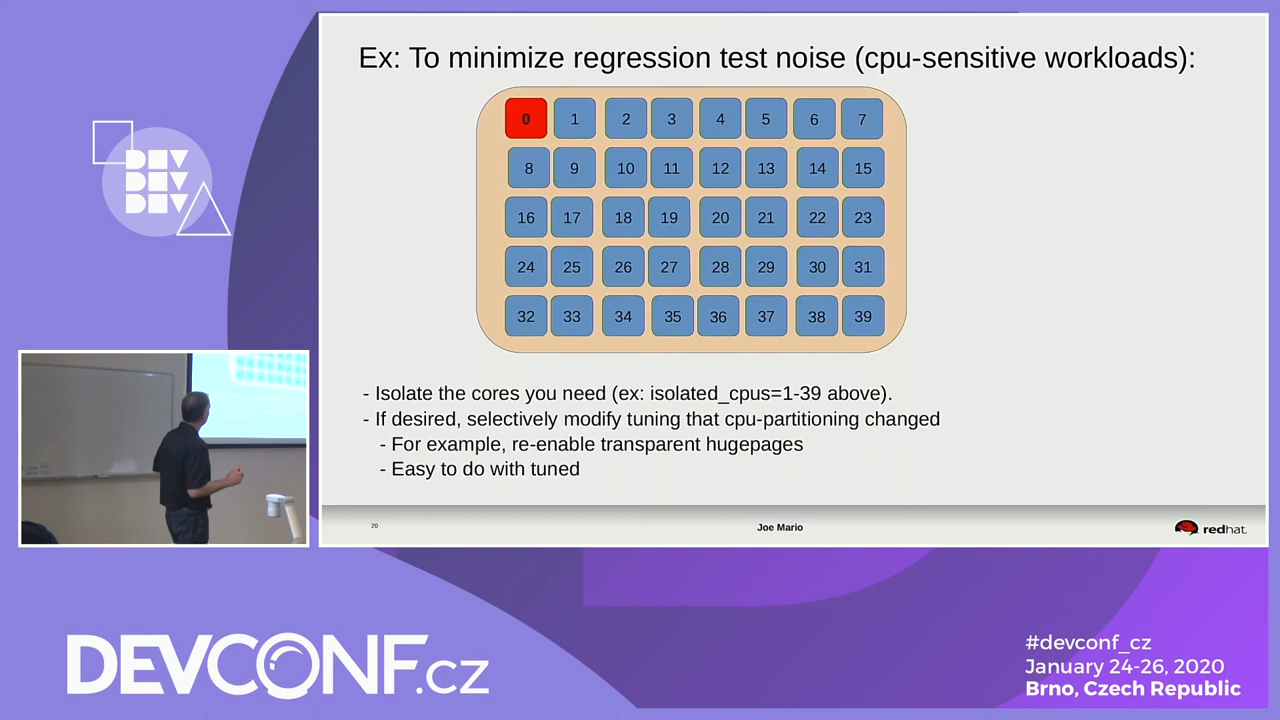 Ex: To minimize regression test noise (cpu-sensitive workloads):
0 1 2 3 4 5 6 7
8 9 10 11 12 13 14 15
16 17 18 19 20 21 22 23
24 25 26 27 28 29 30 31
32 33 34 35 36 37 38 39
- Isolate the cores you need (ex: isolated_cpus=1-39 above).
- If desired, selectively modify tuning that cpu-partitioning changed
- For example, re-enable transparent hugepages
- Easy to do with tuned
20
Joe Mario
redhat.
DEV
DEV
DEV
DEVCONF.cz
#devconf_cz
January 24-26, 2020
Brno, Czech Republic